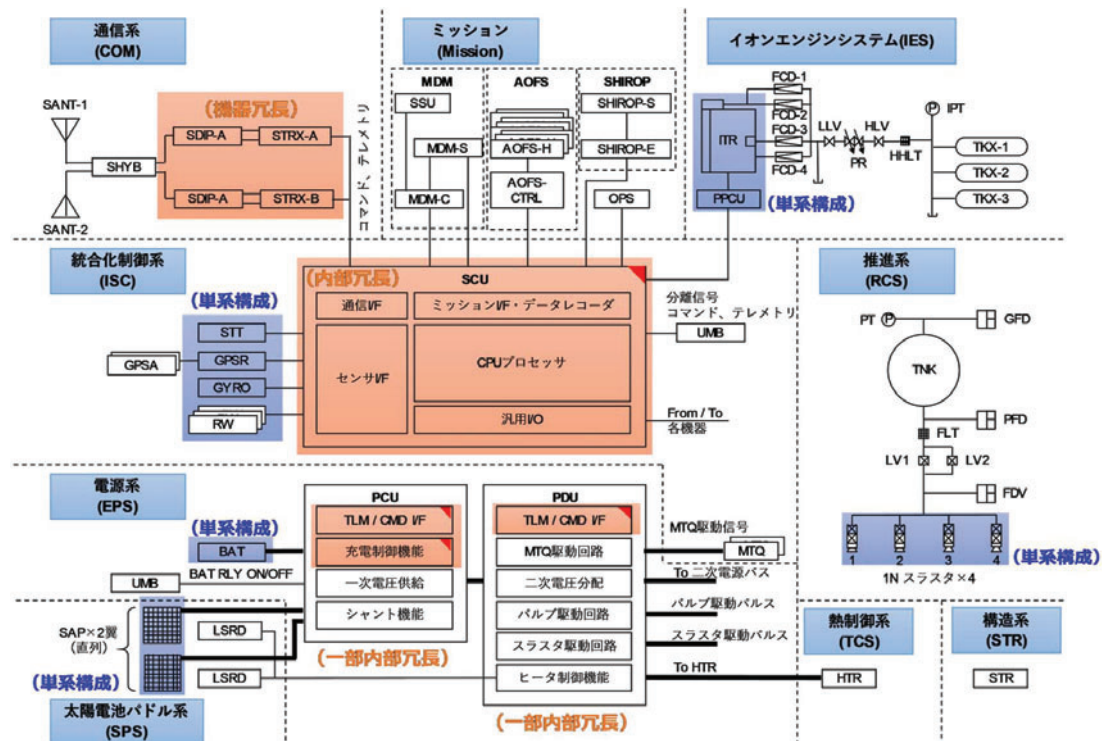 通信系
(COM)
SANT-1
SANT-2
SHYB
(機器冗長)
SDIP-A
STRX-A
SDIP-A
STRX-B
コマンド、テレメトリ
ミッション
(Mission)
MDM
SSU
MDM-S
MDM-C
AOFS
AOFS-H
AOFS-
CTRL
SHIROP
SHIROP-S
SHIROP-E
OPS
イオンエンジンシステム(IES)
FCD-1
FCD-2
FCD-3
FCD-4
ITR
PPCU
(単系構成)
LLV
HLV
PR
HHLT
P
IPT
TKX-1
TKX-2
TKX-3
統合化制御系
(ISC)
(単系構成)
STT
GPSA
GPSR
GYRO
RW
(内部冗長)
SCU
通信I/F
ミッションI/F・データレコーダ
センサI/F
CPUプロセッサ
汎用I/O
分離信号
コマンド、テレメトリ
UMB
From / To
各機器
推進系
(RCS)
PT
P
GFD
TNK
PFD
FLT
LV1
LV2
FDV
1
2
3
4
(単系構成)
1N スラスタ×4
電源系
(EPS)
(単系構成)
BAT
BAT RLY ON/OFF
UMB
PCU
TLM / CMD I/F
充電制御機能
一次電圧供給
シャント機能
(一部内部冗長)
PDU
TLM / CMD I/F
MTQ駆動回路
二次電圧分配
バルブ駆動回路
スラスタ駆動回路
ヒータ制御機能
(一部内部冗長)
MTQ駆動信号
MTQ
To 二次電源バス
バルブ駆動パルス
スラスタ駆動パルス
To HTR
SAP×2翼
(直列)
(単系構成)
LSRD
LSRD
太陽電池パドル系
(SPS)
熱制御系
(TCS)
HTR
構造系
(STR)
STR